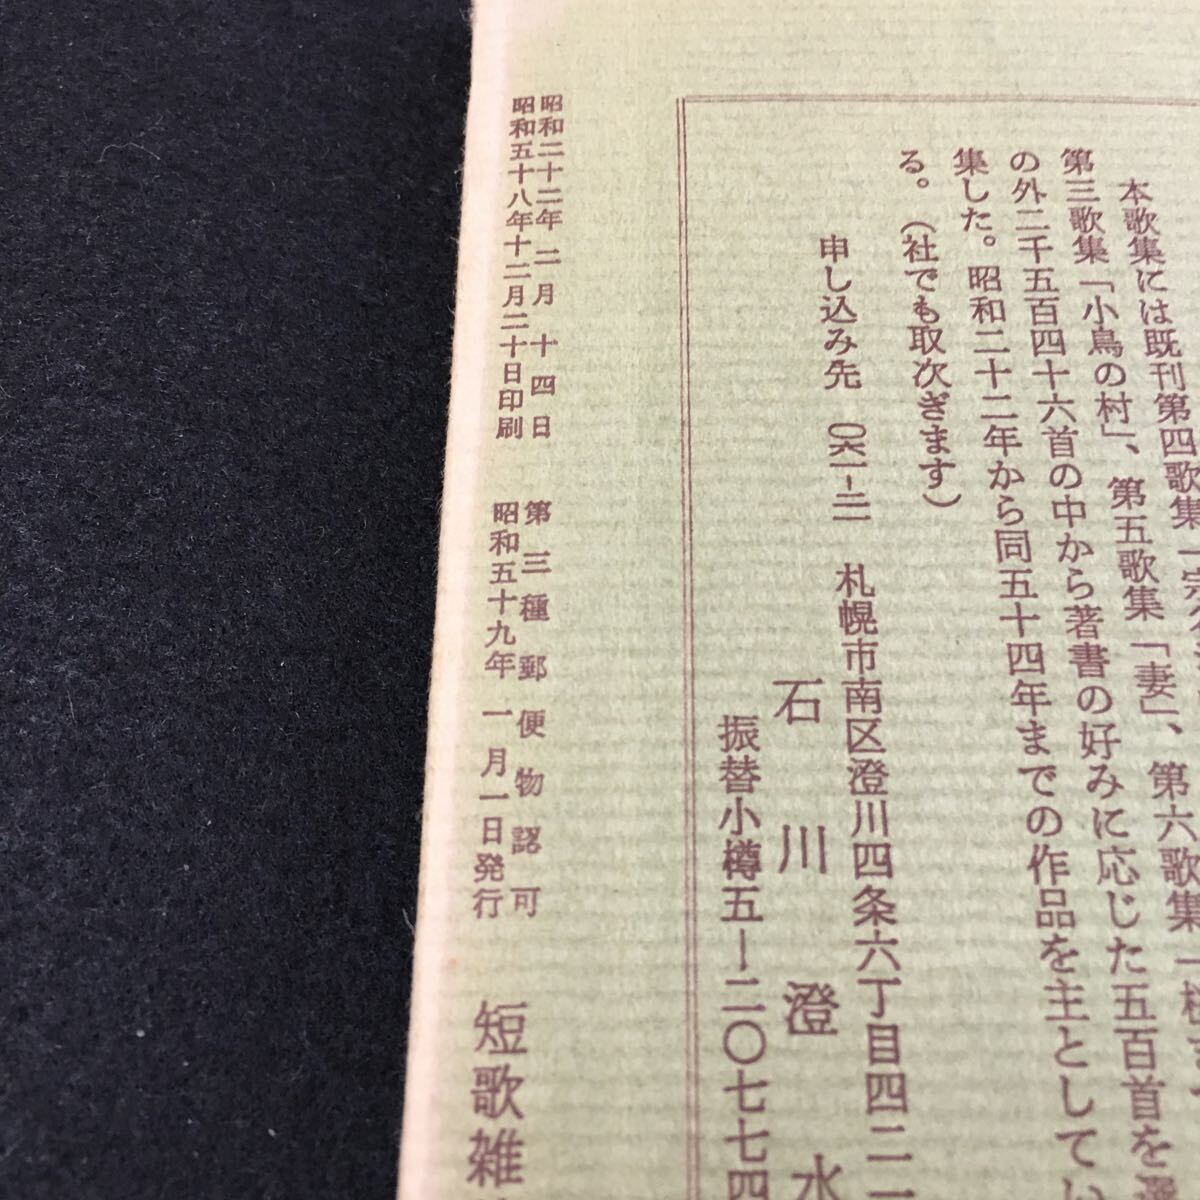 本歌集には既刊第四歌集「宗谷
第三歌集「小鳥の村」、第五歌集「妻」、第六歌集「
の外二千五百四十六首の中から著書の好みに応じた五百首を選
集した。昭和二十二年から同五十四年までの作品を主としてい
る。（社でも取次ぎます）
申し込み先 〇六一-二一 札幌市南区澄川四条六丁目四二一
石川澄水
振替小樽五-二〇七七四
昭和二十二年二月十四日 第三種郵便物認可
昭和五十八年十二月二十日印刷 昭和五十九年一月一日発行
短歌雑